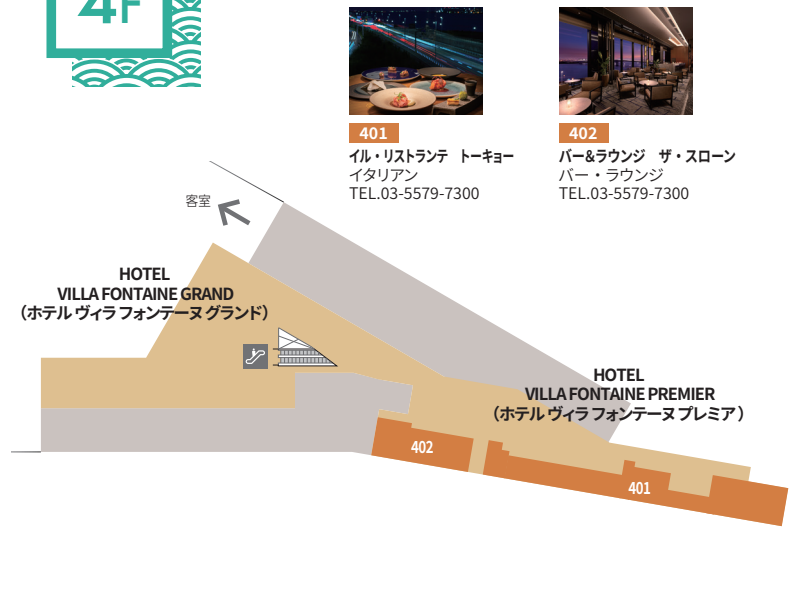 4F
401
イル・リストランテ　トーキョー
イタリアン
TEL.03-5579-7300
402
バー&ラウンジ　ザ・スローン
バー・ラウンジ
TEL.03-5579-7300
客室
HOTEL
VILLA FONTAINE GRAND
（ホテル ヴィラ フォンテーヌ グランド）
HOTEL
VILLA FONTAINE PREMIER
（ホテル ヴィラ フォンテーヌ プレミア ）
402
401